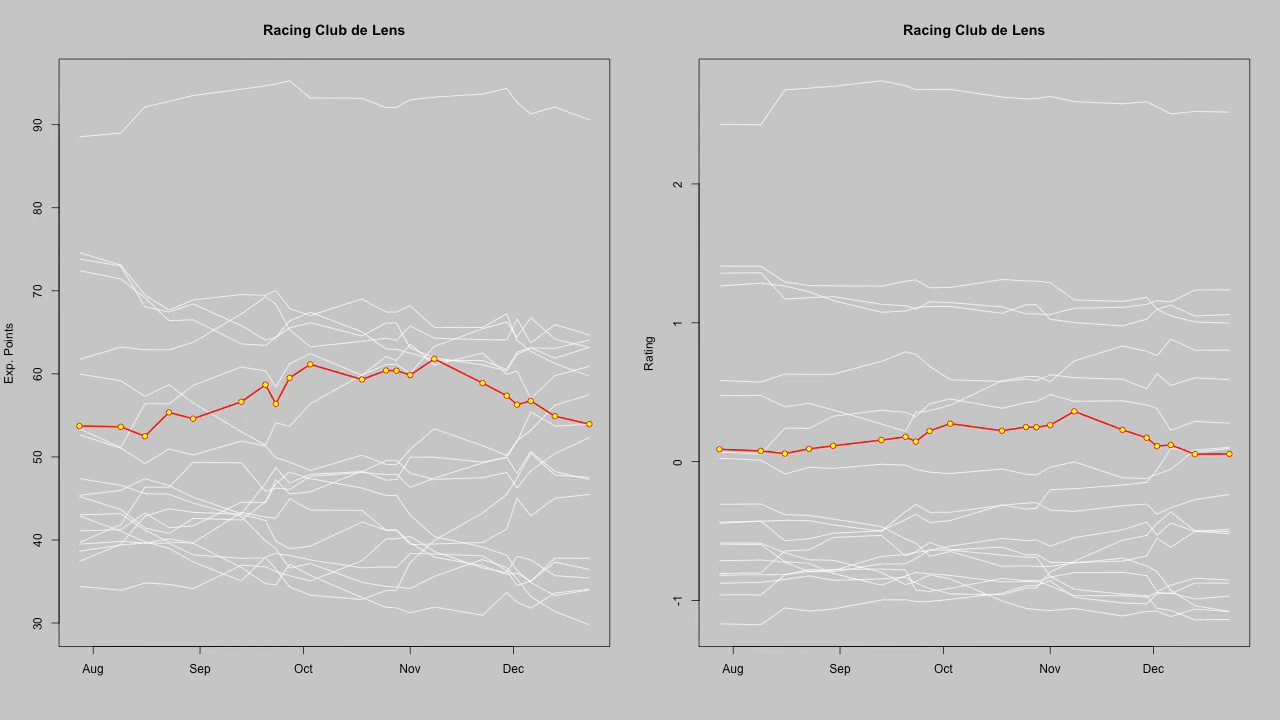 Racing Club de Lens
Exp. Points
90
80
70
60
50
40
30
Aug Sep Oct Nov Dec
Racing Club de Lens
Rating
2
1
0
-1
Aug Sep Oct Nov Dec